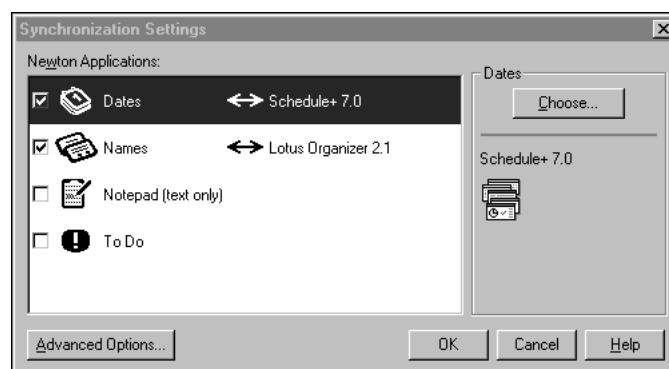 Synchronization Settings
Newton Applications:
Dates Schedule+ 7.0
Names Lotus Organizer 2.1
Notepad (text only)
To Do
Dates
Choose...
Schedule+ 7.0
Advanced Options...
OK
Cancel
Help